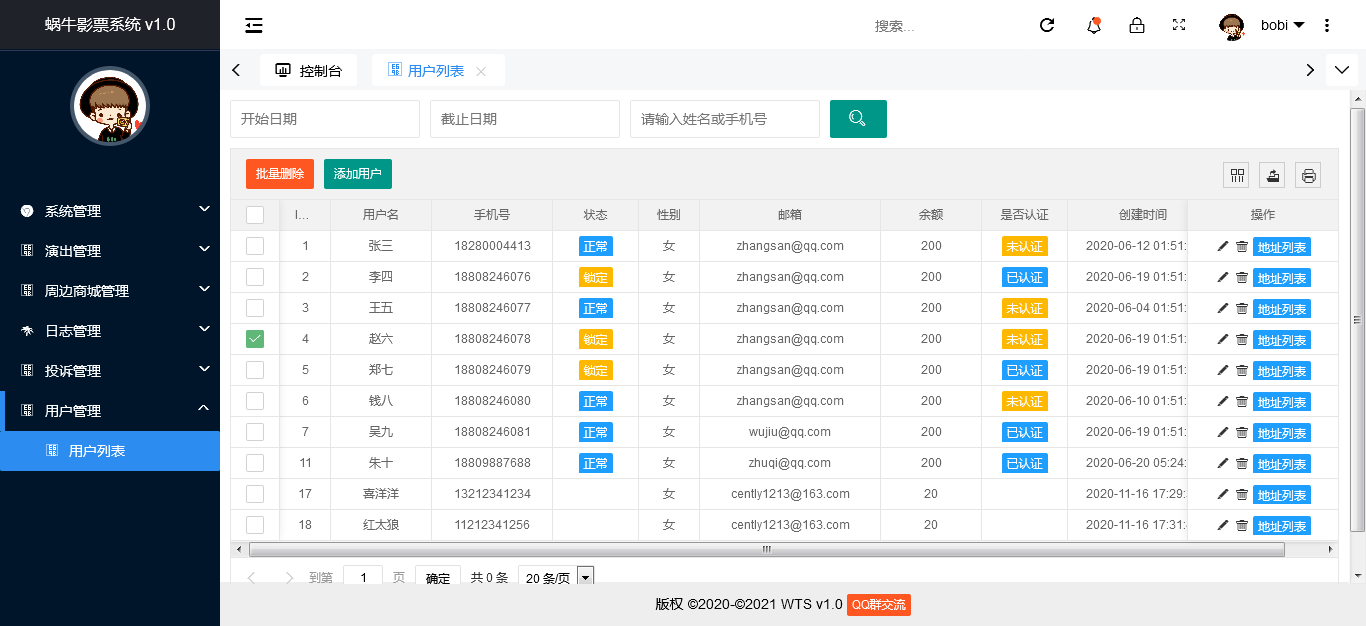 蜗牛影票系统 v1.0
搜索...
bobi
控制台
用户列表
系统管理
演出管理
周边商城管理
日志管理
投诉管理
用户管理
用户列表
开始日期 截止日期 请输入姓名或手机号
批量删除 添加用户
I... 用户名 手机号 状态 性别 邮箱 余额 是否认证 创建时间 操作
1 张三 18280004413 正常 女 zhangsan@qq.com 200 未认证 2020-06-12 01:51: 地址列表
2 李四 18808246076 锁定 女 zhangsan@qq.com 200 已认证 2020-06-19 01:51: 地址列表
3 王五 18808246077 正常 女 zhangsan@qq.com 200 未认证 2020-06-04 01:51: 地址列表
4 赵六 18808246078 锁定 女 zhangsan@qq.com 200 未认证 2020-06-19 01:51: 地址列表
5 郑七 18808246079 锁定 女 zhangsan@qq.com 200 已认证 2020-06-19 01:51: 地址列表
6 钱八 18808246080 正常 女 zhangsan@qq.com 200 未认证 2020-06-10 01:51: 地址列表
7 吴九 18808246081 正常 女 wujiu@qq.com 200 已认证 2020-06-19 01:51: 地址列表
11 朱十 18809887688 正常 女 zhuqi@qq.com 200 已认证 2020-06-20 05:24: 地址列表
17 喜洋洋 13212341234 女 cently1213@163.com 20 2020-11-16 17:29: 地址列表
18 红太狼 11212341256 女 cently1213@163.com 20 2020-11-16 17:31: 地址列表
到第 1 页 确定 共 0 条 20 条/页
版权 ©2020-©2021 WTS v1.0 QQ群交流